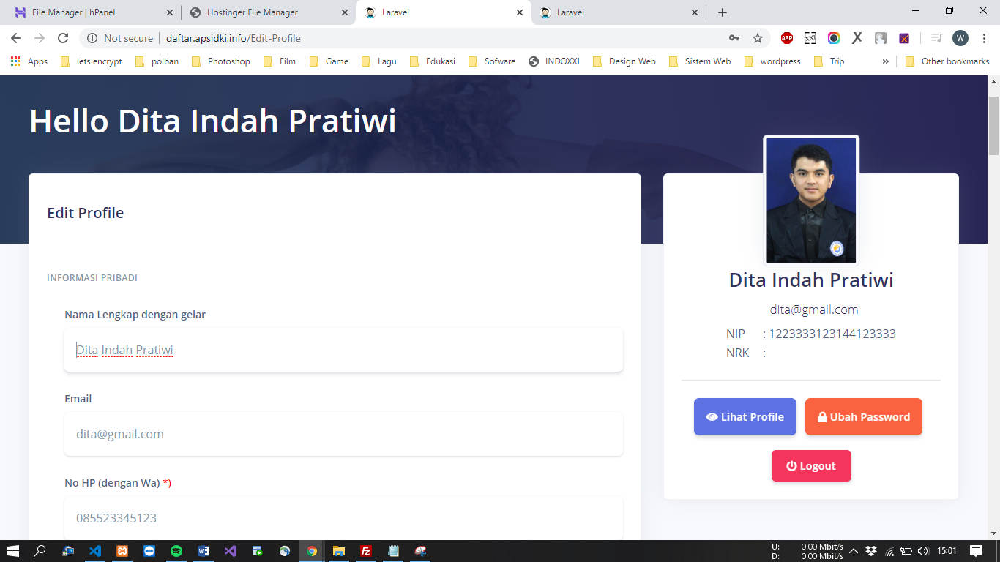 File Manager | hPanel
Hostinger File Manager
Laravel
Laravel
Not secure
daftar.apsidki.info/Edit-Profile
ABP
W
Apps
lets encrypt
polban
Photoshop
Film
Game
Lagu
Edukasi
Sofware
INDOXXI
Design Web
Sistem Web
wordpress
Trip
»
Other bookmarks
Hello Dita Indah Pratiwi
Edit Profile
INFORMASI PRIBADI
Nama Lengkap dengan gelar
Dita Indah Pratiwi
Email
dita@gmail.com
No HP (dengan Wa) *)
085523345123
Dita Indah Pratiwi
dita@gmail.com
NIP : 1223333123144123333
NRK :
Lihat Profile
Ubah Password
Logout
U: 0.00 Mbit/s
D: 0.00 Mbit/s
15:01